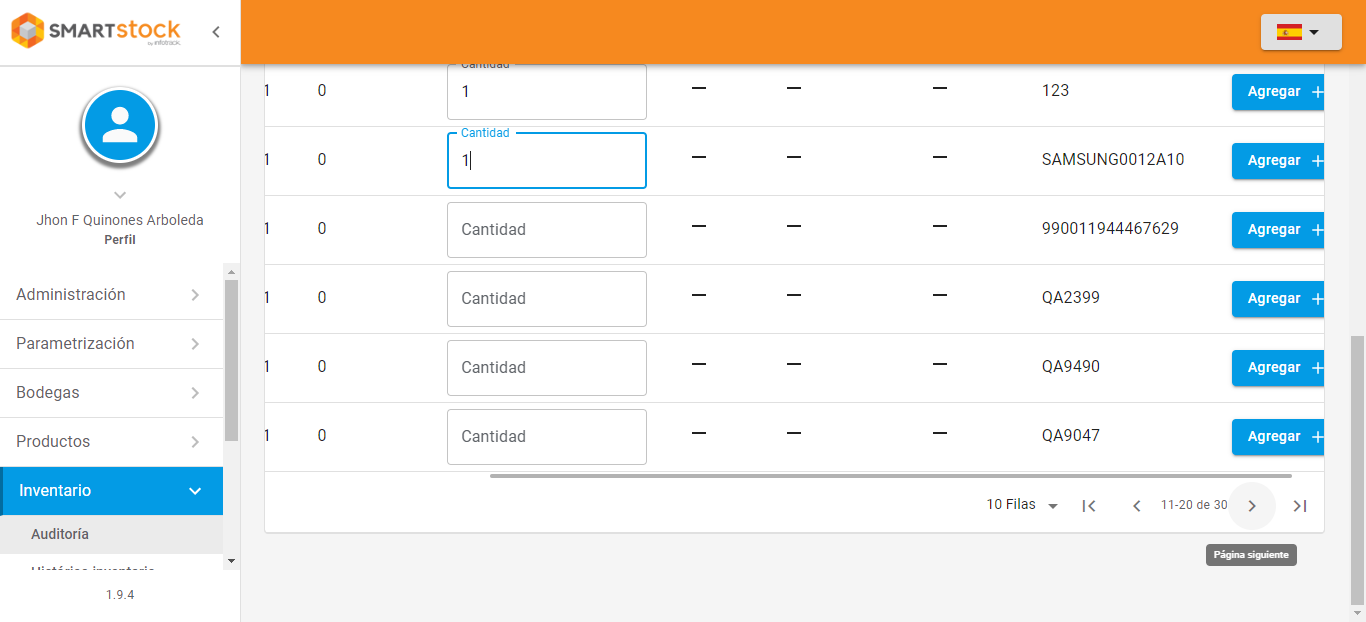 SMARTstock
by infotrack.
Jhon F Quinones Arboleda
Perfil
Administración
Parametrización
Bodegas
Productos
Inventario
Auditoría
Histórico inventario
1.9.4
Cantidad
1 0 1 — — — 123 Agregar +
Cantidad
1 0 1 — — — SAMSUNG0012A10 Agregar +
1 0 Cantidad — — — 990011944467629 Agregar +
1 0 Cantidad — — — QA2399 Agregar +
1 0 Cantidad — — — QA9490 Agregar +
1 0 Cantidad — — — QA9047 Agregar +
10 Filas 11-20 de 30
Página siguiente